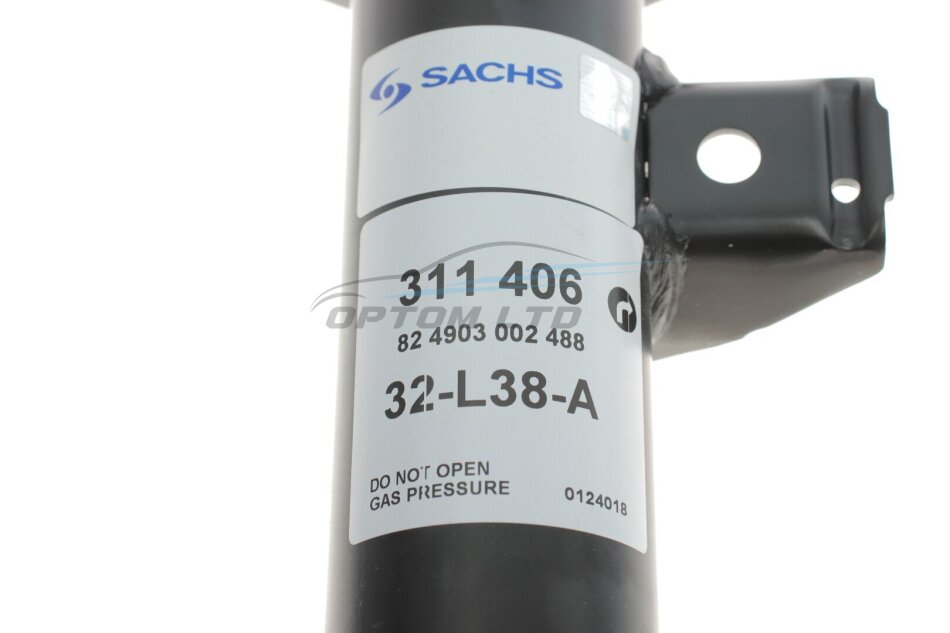 SACHS
311 406
OPTOM LTD
82 4903 002 488
32-L38-A
DO NOT OPEN
GAS PRESSURE
0124018